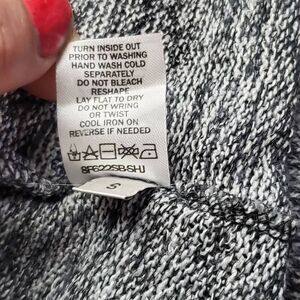 TURN INSIDE OUT
PRIOR TO WASHING
HAND WASH COLD
SEPARATELY
DO NOT BLEACH
RESHAPE
LAY FLAT TO DRY
DO NOT WRING
OR TWIST
COOL IRON ON
REVERSE IF NEEDED
S